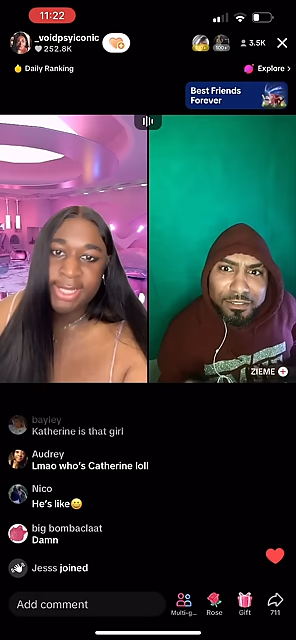 11:22
_voidpsyiconic
252.8K
3.5K
Daily Ranking
Explore >
Best Friends
Forever
ZIEME
bayley
Katherine is that girl
Audrey
Lmao who's Catherine loll
Nico
He's like😄
big bombaclaat
Damn
Jesss joined
Add comment
Multi-g...
Rose
Gift
711